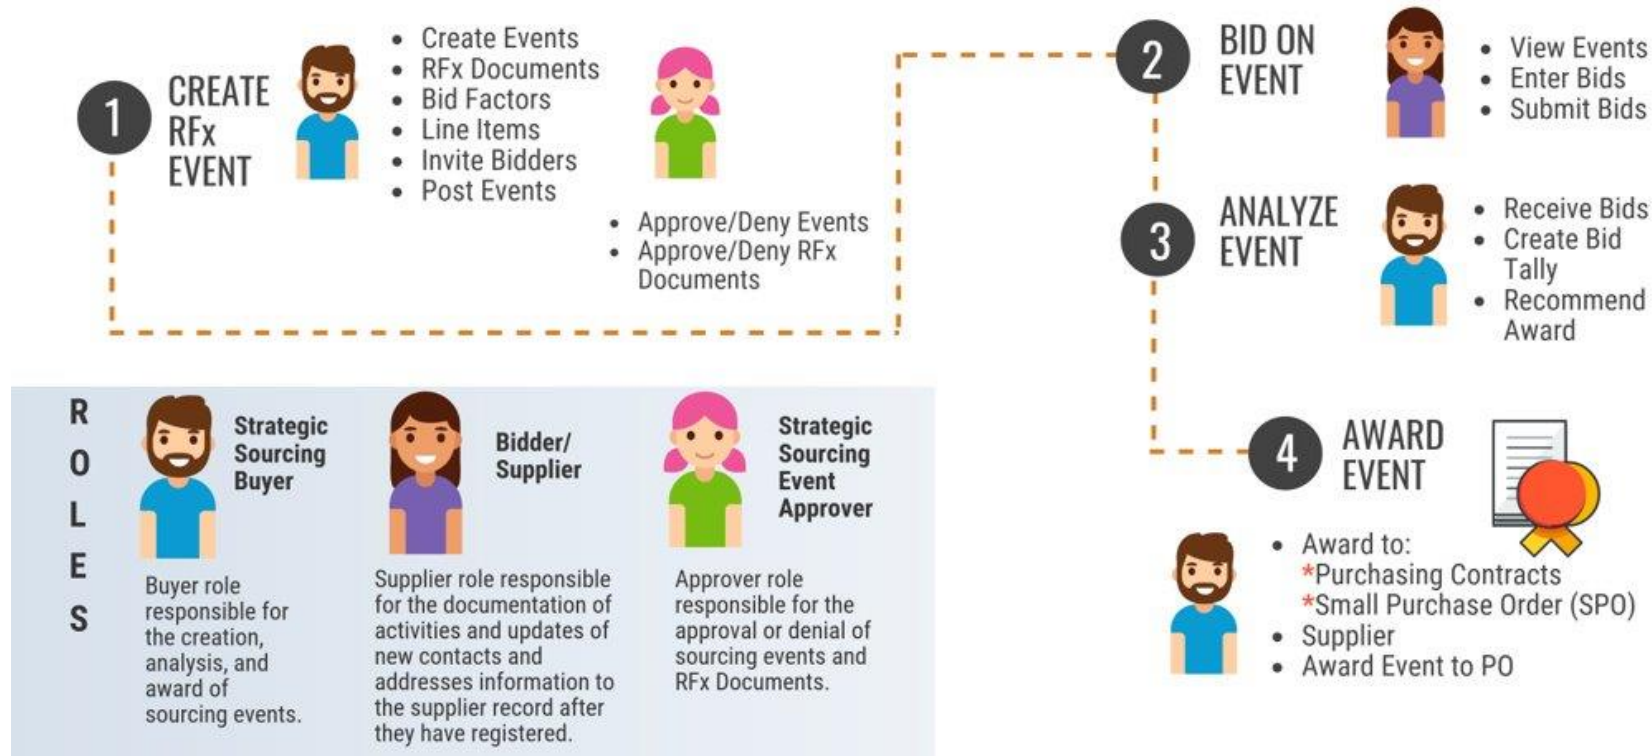 1
CREATE
RFx
EVENT
• Create Events
• RFx Documents
• Bid Factors
• Line Items
• Invite Bidders
• Post Events
• Approve/Deny Events
• Approve/Deny RFx
Documents
2
BID ON
EVENT
• View Events
• Enter Bids
• Submit Bids
3
ANALYZE
EVENT
• Receive Bids
• Create Bid
Tally
• Recommend
Award
4
AWARD
EVENT
• Award to:
*Purchasing Contracts
*Small Purchase Order (SPO)
• Supplier
• Award Event to PO
R
O
L
E
S
Strategic
Sourcing
Buyer
Buyer role
responsible for
the creation,
analysis, and
award of
sourcing events.
Bidder/
Supplier
Supplier role responsible
for the documentation of
activities and updates of
new contacts and
addresses information to
the supplier record after
they have registered.
Strategic
Sourcing
Event
Approver
Approver role
responsible for the
approval or denial of
sourcing events and
RFx Documents.